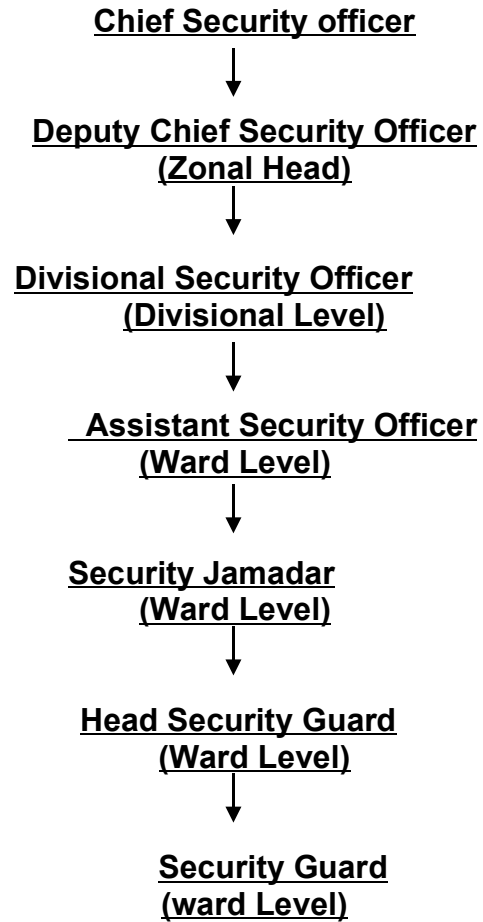 Chief Security officer
Deputy Chief Security Officer
(Zonal Head)
Divisional Security Officer
(Divisional Level)
Assistant Security Officer
(Ward Level)
Security Jamadar
(Ward Level)
Head Security Guard
(Ward Level)
Security Guard
(ward Level)